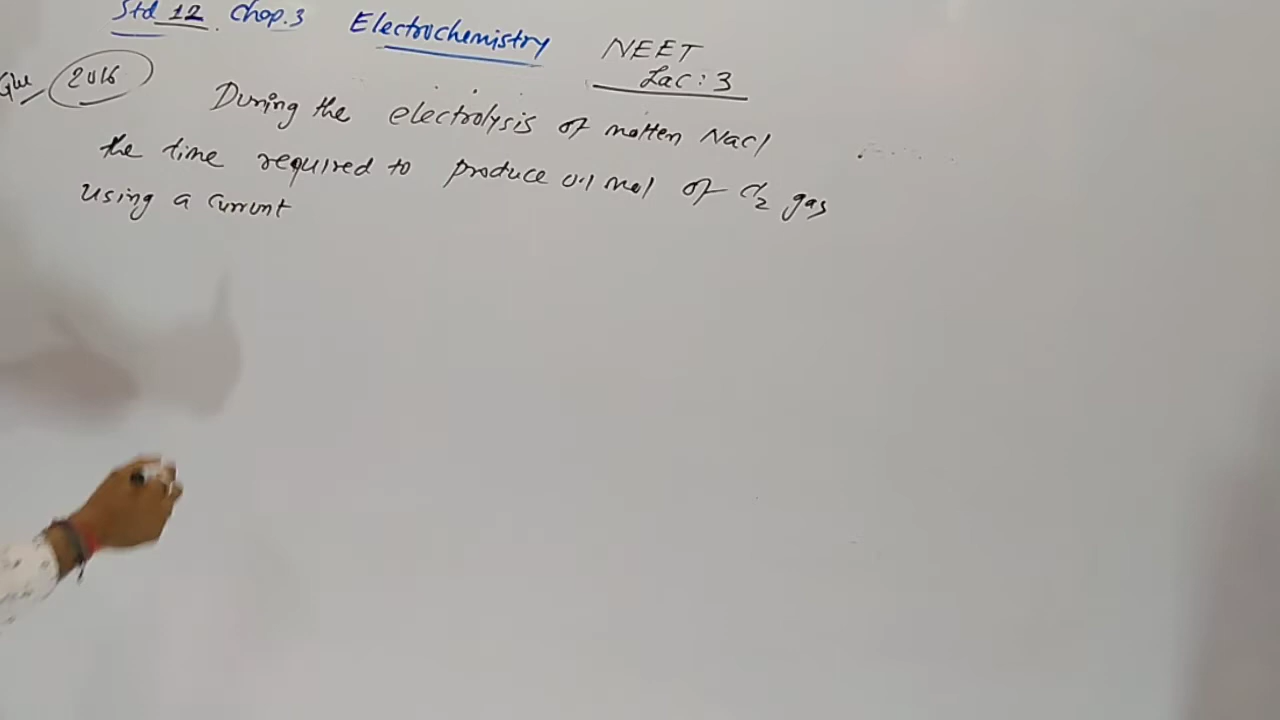 Std 12 Chap.3 Electrochemistry NEET
Lac : 3
Que 2016 During the electrolysis of molten NaCl
the time required to produce 0.1 mol of Cl2 gas
using a current